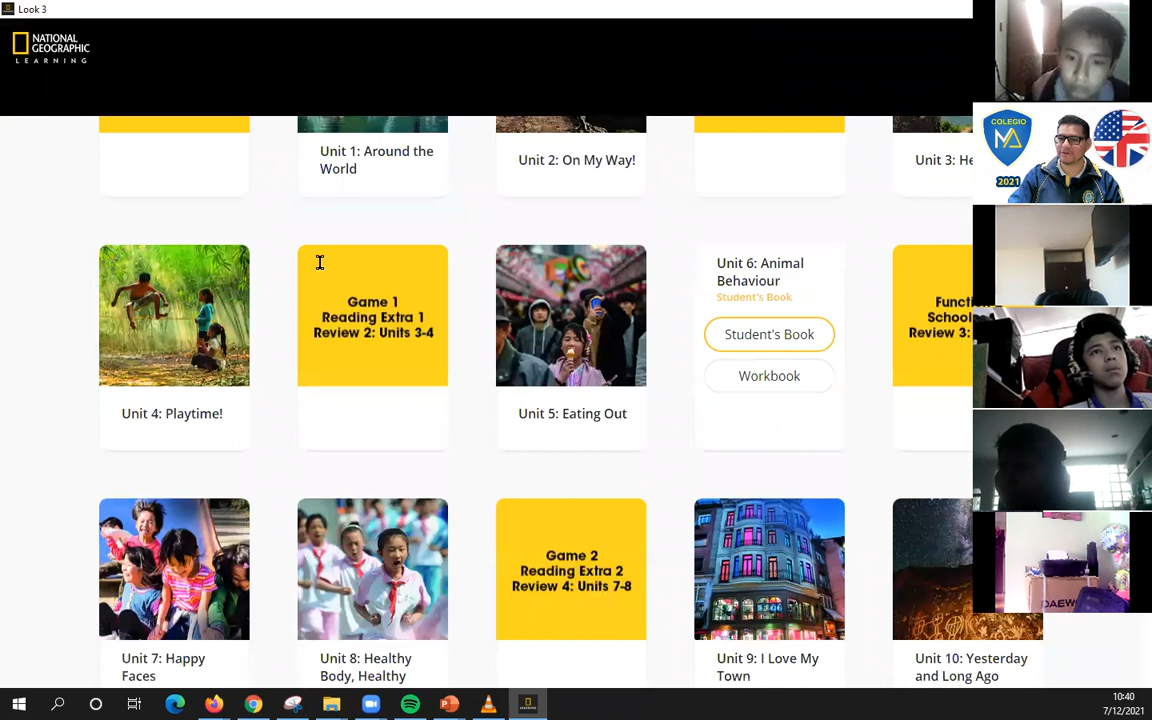 Look 3
NATIONAL
GEOGRAPHIC
LEARNING
COLEGIO
MA
2021
Unit 1: Around the
World
Unit 2: On My Way!
Unit 3: He
Unit 4: Playtime!
Game 1
Reading Extra 1
Review 2: Units 3-4
Unit 5: Eating Out
Unit 6: Animal
Behaviour
Student's Book
Student's Book
Workbook
Functi
School
Review 3:
Unit 7: Happy
Faces
Unit 8: Healthy
Body, Healthy
Game 2
Reading Extra 2
Review 4: Units 7-8
Unit 9: I Love My
Town
Unit 10: Yesterday
and Long Ago
DAEW
10:40
7/12/2021